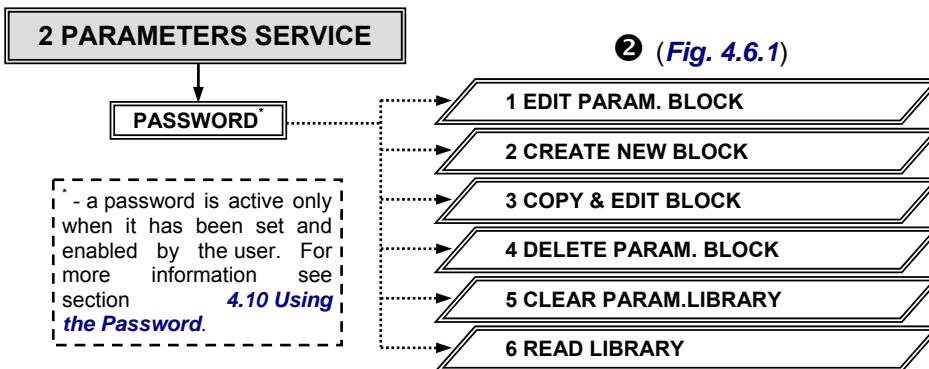 2 PARAMETERS SERVICE
❷ (Fig. 4.6.1)
PASSWORD*
1 EDIT PARAM. BLOCK
2 CREATE NEW BLOCK
3 COPY & EDIT BLOCK
4 DELETE PARAM. BLOCK
5 CLEAR PARAM.LIBRARY
6 READ LIBRARY
* - a password is active only
when it has been set and
enabled by the user. For
more information see
section 4.10 Using
the Password.